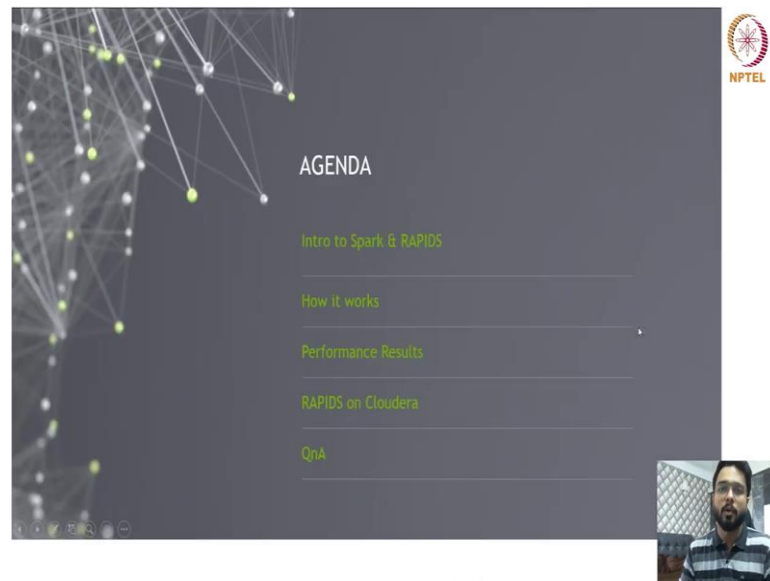 NPTEL
AGENDA
Intro to Spark & RAPIDS
How it works
Performance Results
RAPIDS on Cloudera
QnA